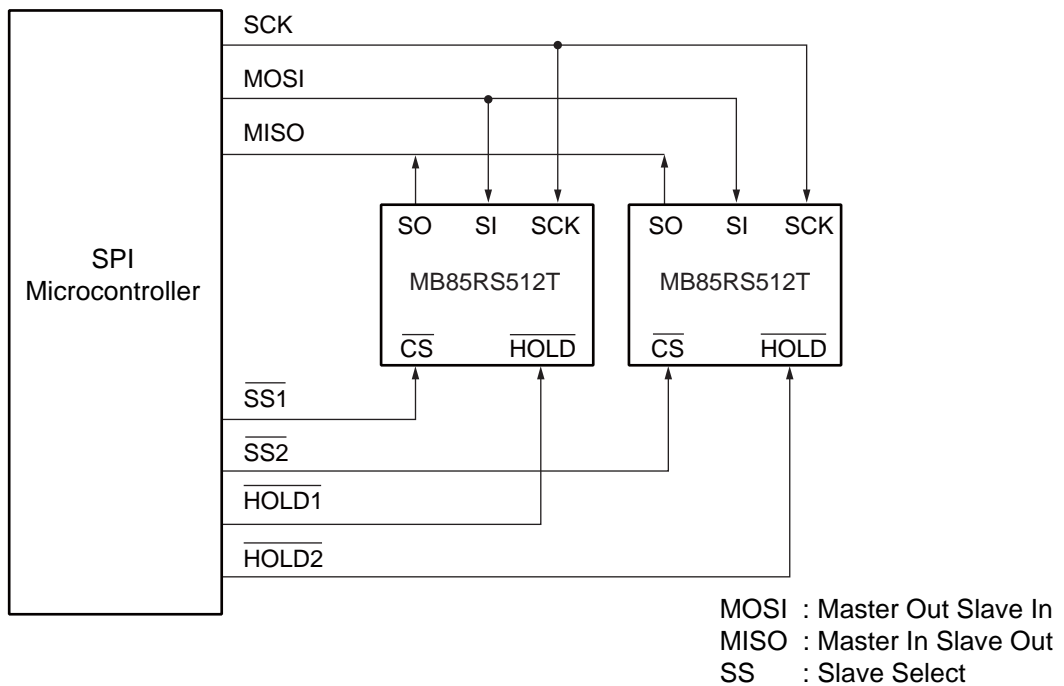 SCK
MOSI
MISO
SO SI SCK
SO SI SCK
SPI
Microcontroller
MB85RS512T
MB85RS512T
CS HOLD
CS HOLD
SS1
SS2
HOLD1
HOLD2
MOSI : Master Out Slave In
MISO : Master In Slave Out
SS : Slave Select